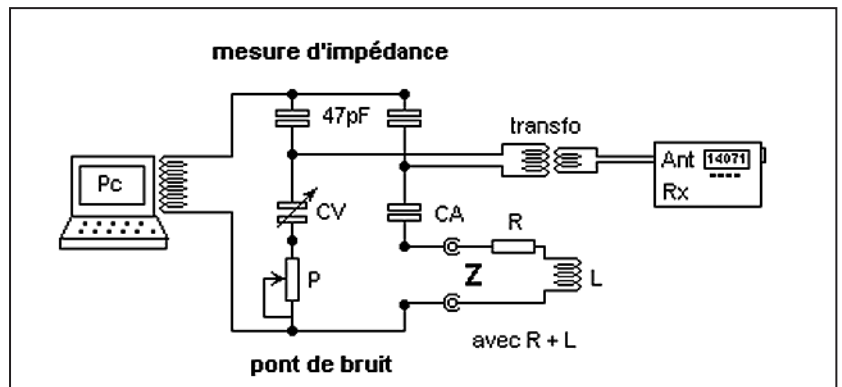 mesure d'impédance
47pF
transfo
Pc
Ant 14071
Rx
CV
CA
R
P
Z
L
avec R + L
pont de bruit